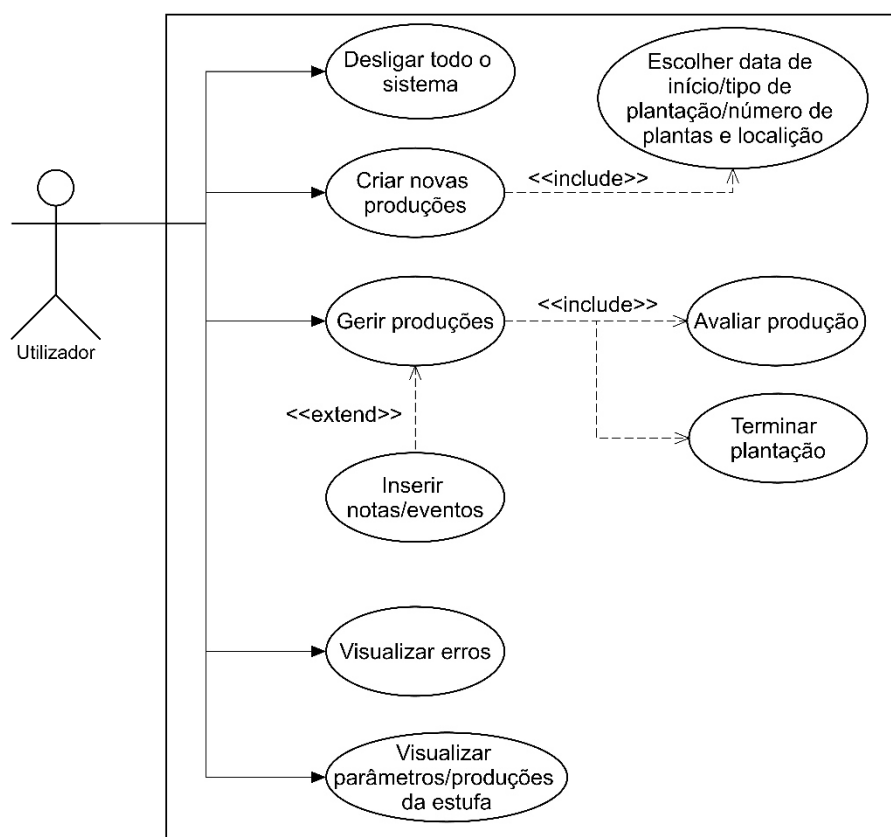 Desligar todo o
sistema
Escolher data de
início/tipo de
plantação/número de
plantas e localição
Criar novas
produções
<<include>>
Utilizador
Gerir produções
<<include>>
Avaliar produção
<<extend>>
Terminar
plantação
Inserir
notas/eventos
Visualizar erros
Visualizar
parâmetros/produções
da estufa